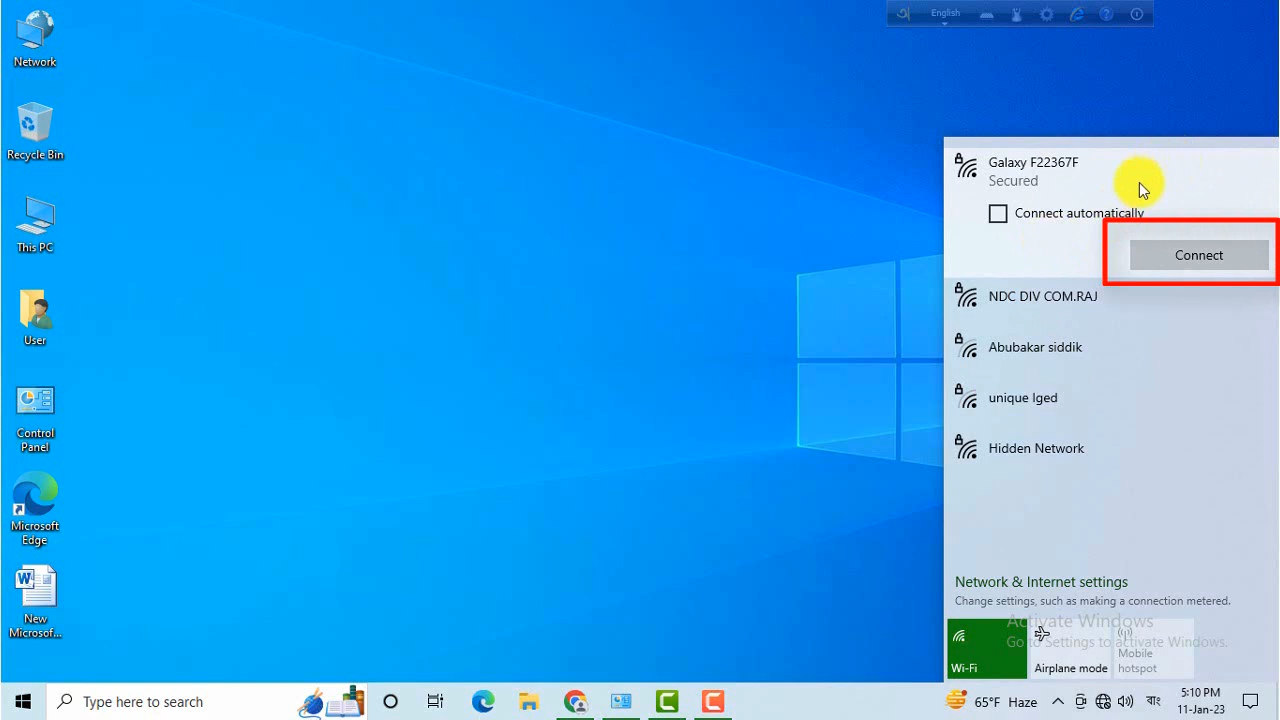 English
Network
Recycle Bin
This PC
User
Control
Panel
Microsoft
Edge
New
Microsof...
Galaxy F22367F
Secured
Connect automatically
Connect
NDC DIV COM.RAJ
Abubakar siddik
unique lged
Hidden Network
Network & Internet settings
Change settings, such as making a connection metered.
Activate Windows
Go to Settings to activate Windows.
Wi-Fi
Airplane mode
Mobile
hotspot
Type here to search
65°F Haze
বাং
5:10 PM
11-Jan-23